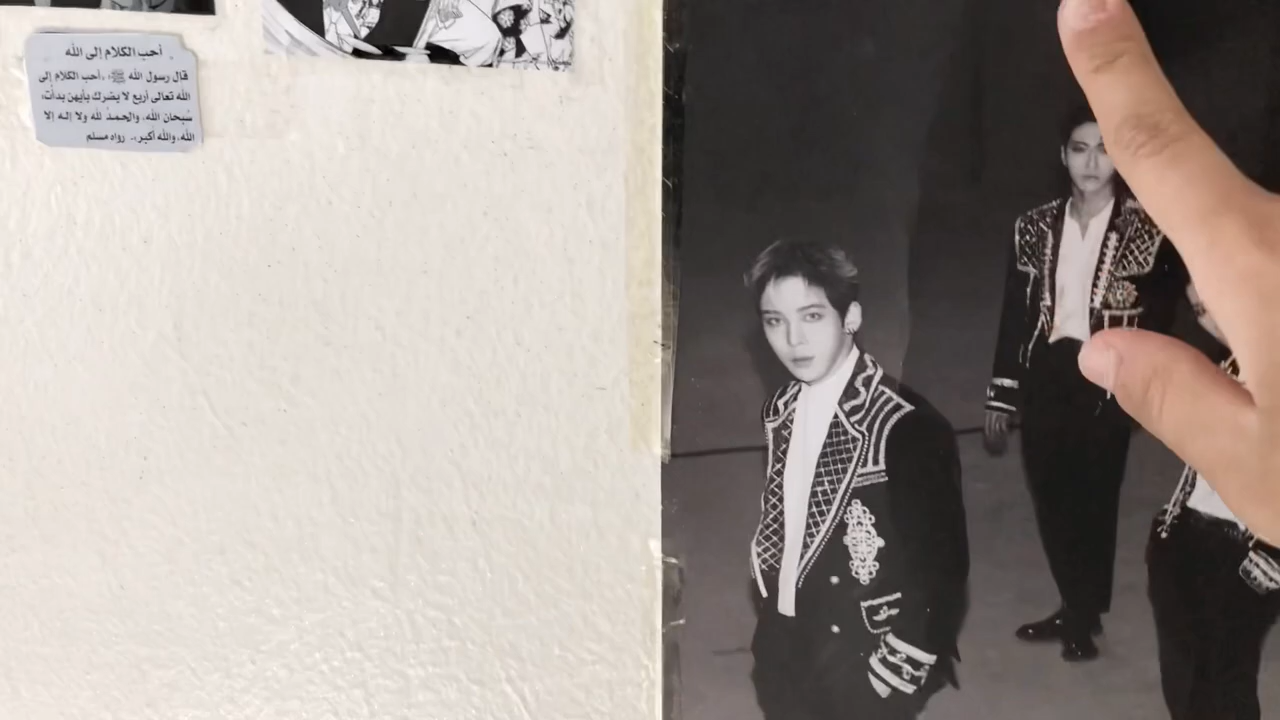 أحب الكلام إلى الله
قال رسول الله ﷺ: «أحب الكلام إلى
الله تعالى أربع لا يضرك بأيهن بدأت:
سُبحان الله، والحمدُ لله ولا إله إلا
الله، والله أكبر». رواه مسلم